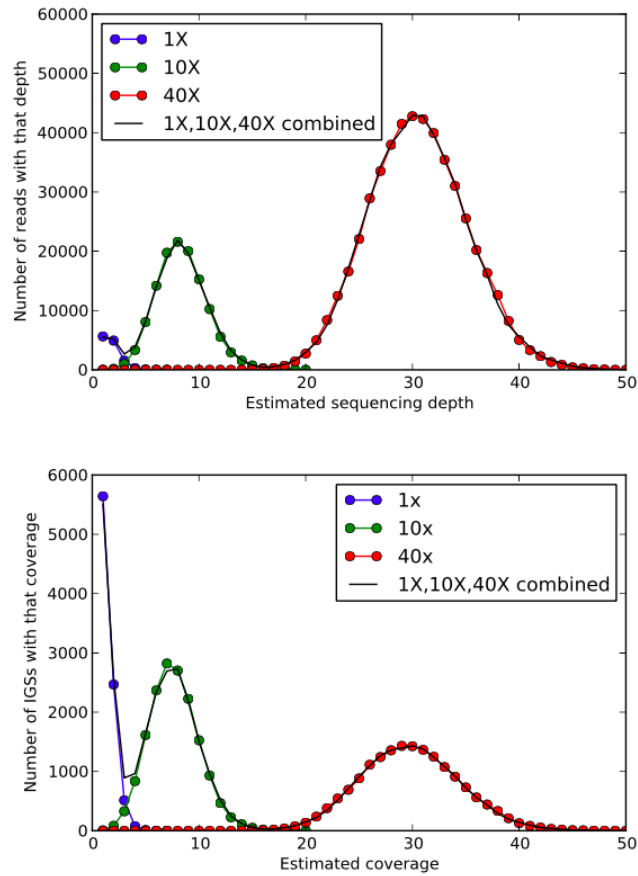 60000
50000
40000
30000
20000
10000
0
Number of reads with that depth
1X
10X
40X
1X,10X,40X combined
0 10 20 30 40 50
Estimated sequencing depth
6000
5000
4000
3000
2000
1000
0
Number of IGSs with that coverage
1x
10x
40x
1X,10X,40X combined
0 10 20 30 40 50
Estimated coverage